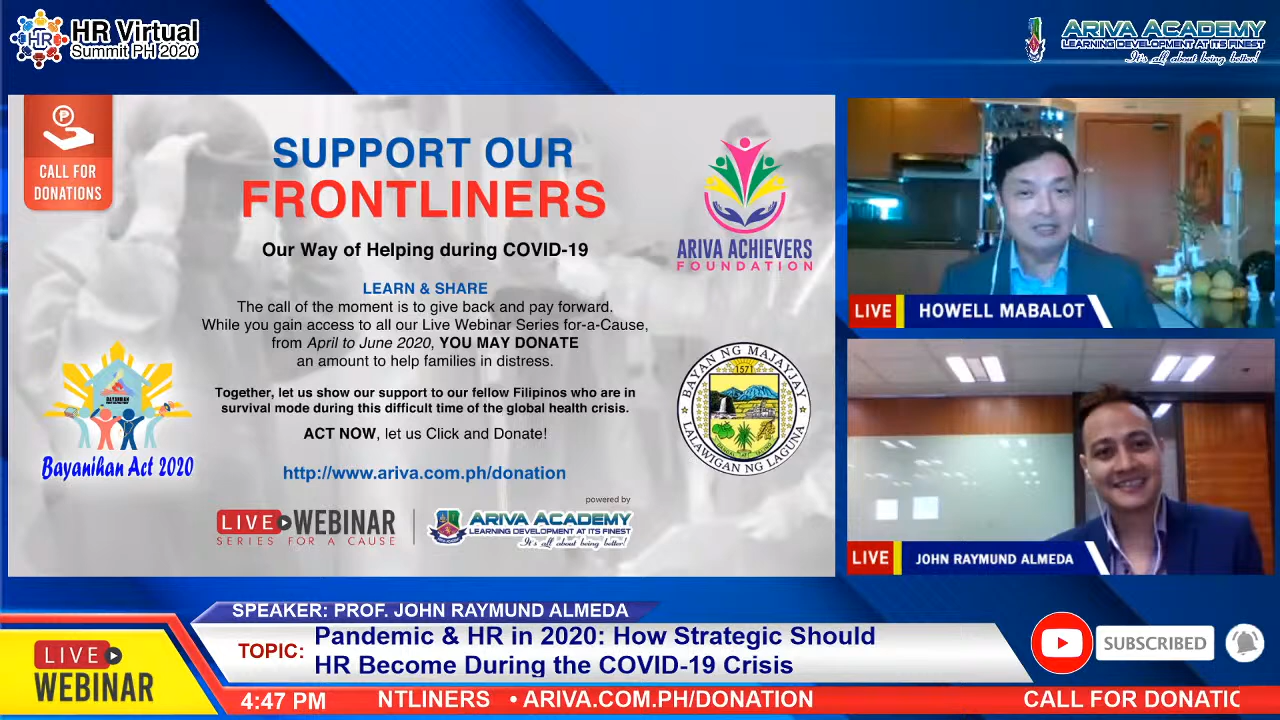 HR Virtual
Summit PH 2020
HR
ARIVA ACADEMY
LEARNING DEVELOPMENT AT ITS FINEST
It's all about being better!
CALL FOR
DONATIONS
SUPPORT OUR
FRONTLINERS
Our Way of Helping during COVID-19
LEARN & SHARE
The call of the moment is to give back and pay forward.
While you gain access to all our Live Webinar Series for-a-Cause,
from April to June 2020, YOU MAY DONATE
an amount to help families in distress.
Together, let us show our support to our fellow Filipinos who are in
survival mode during this difficult time of the global health crisis.
ACT NOW, let us Click and Donate!
http://www.ariva.com.ph/donation
powered by
LIVE WEBINAR
SERIES FOR A CAUSE
ARIVA ACADEMY
LEARNING DEVELOPMENT AT ITS FINEST
It's all about being better!
ARIVA ACHIEVERS
FOUNDATION
BAYANIHAN
Bayanihan Act 2020
BAYAN NG MAJAYJAY
1571
LALAWIGAN NG LAGUNA
LIVE HOWELL MABALOT
LIVE JOHN RAYMUND ALMEDA
SPEAKER: PROF. JOHN RAYMUND ALMEDA
TOPIC: Pandemic & HR in 2020: How Strategic Should
HR Become During the COVID-19 Crisis
SUBSCRIBED
LIVE
WEBINAR
4:47 PM NTLINERS • ARIVA.COM.PH/DONATION CALL FOR DONATIC